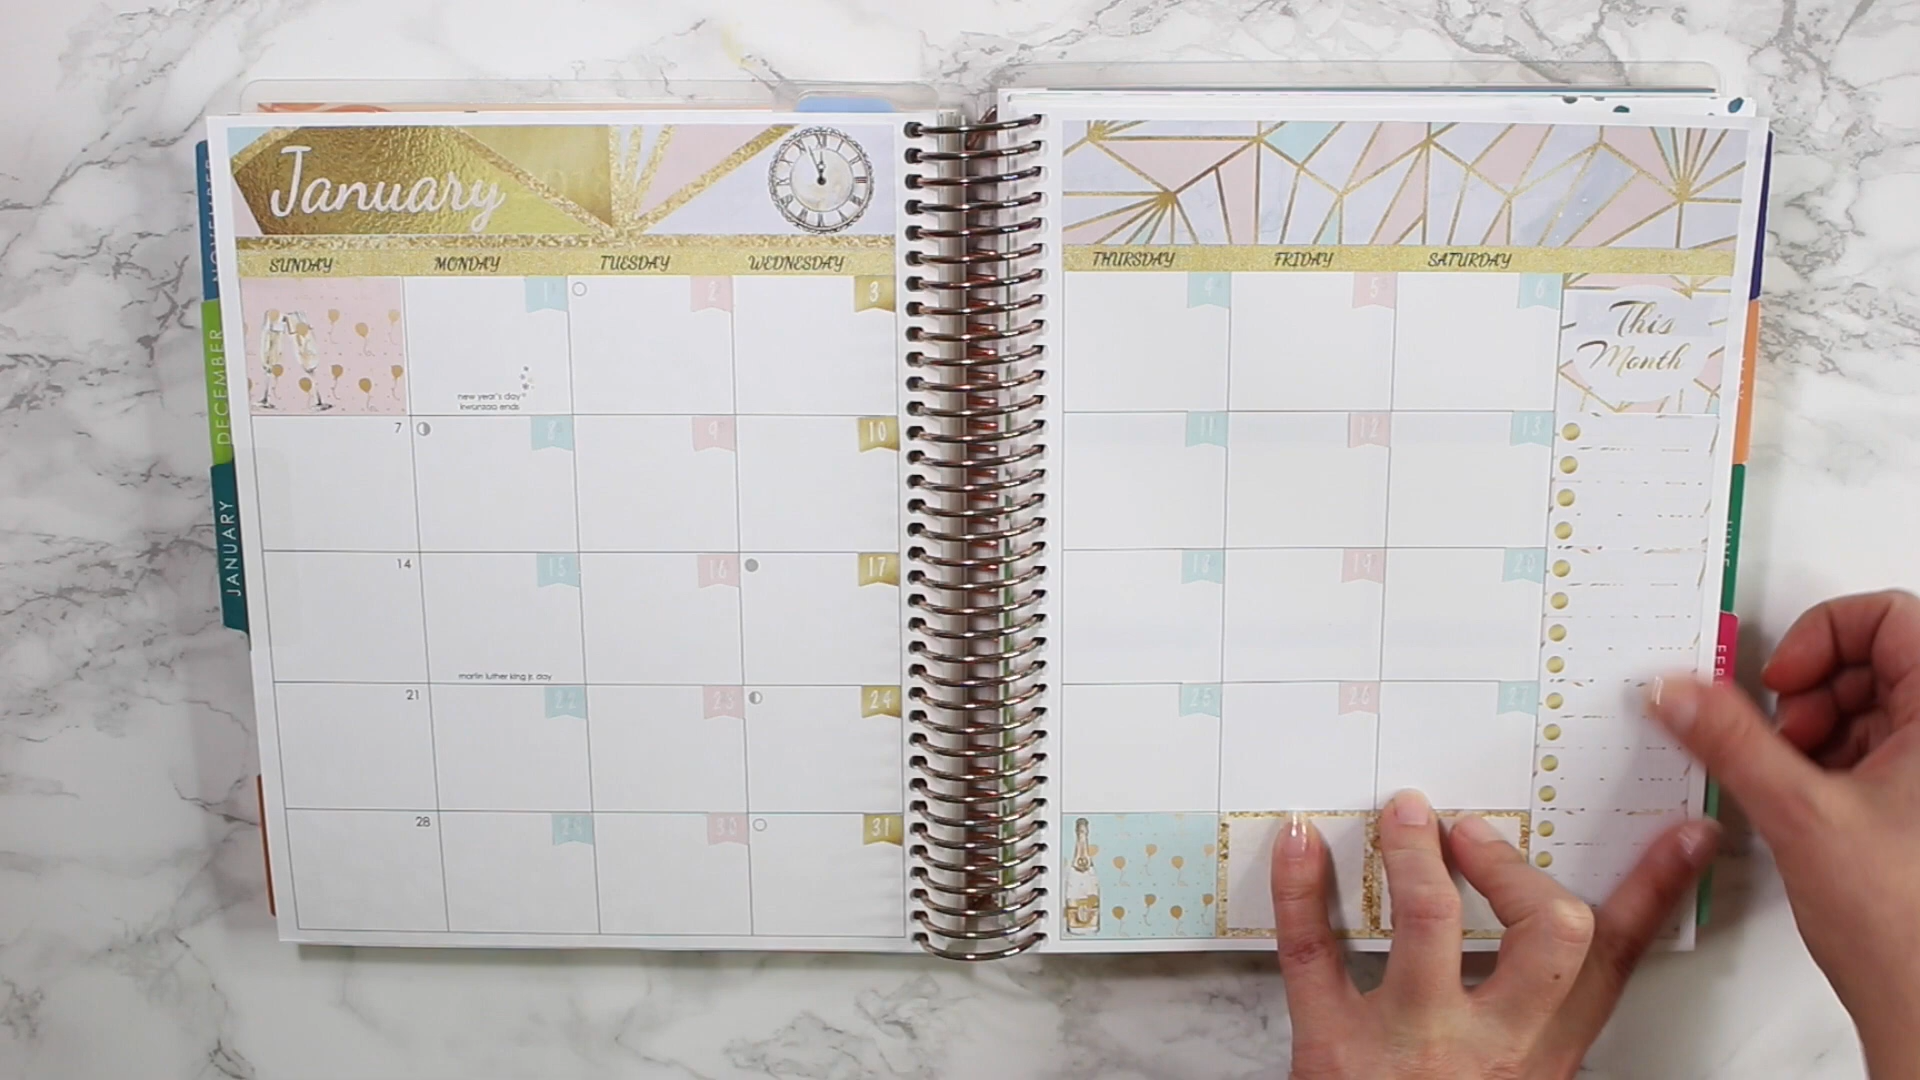 January
SUNDAY MONDAY TUESDAY WEDNESDAY
1 2 3
new year's day
kwanzaa ends
7 8 9 10
14 15 16 17
martin luther king jr. day
21 22 23 24
28 29 30 31
THURSDAY FRIDAY SATURDAY
4 5 6
This
Month
11 12 13
18 19 20
25 26 27
NOVEMBER
DECEMBER
JANUARY
JUNE